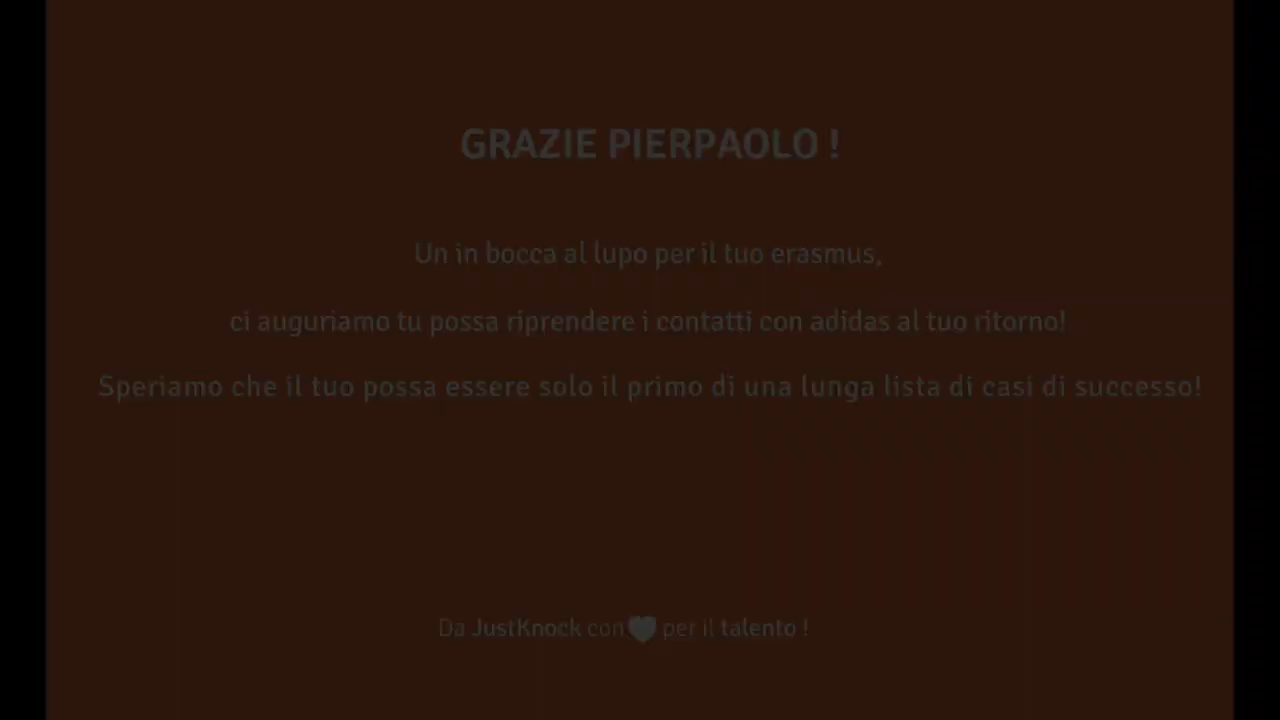 GRAZIE PIERPAOLO !
Un in bocca al lupo per il tuo erasmus,
ci auguriamo tu possa riprendere i contatti con adidas al tuo ritorno!
Speriamo che il tuo possa essere solo il primo di una lunga lista di casi di successo!
Da JustKnock con per il talento !